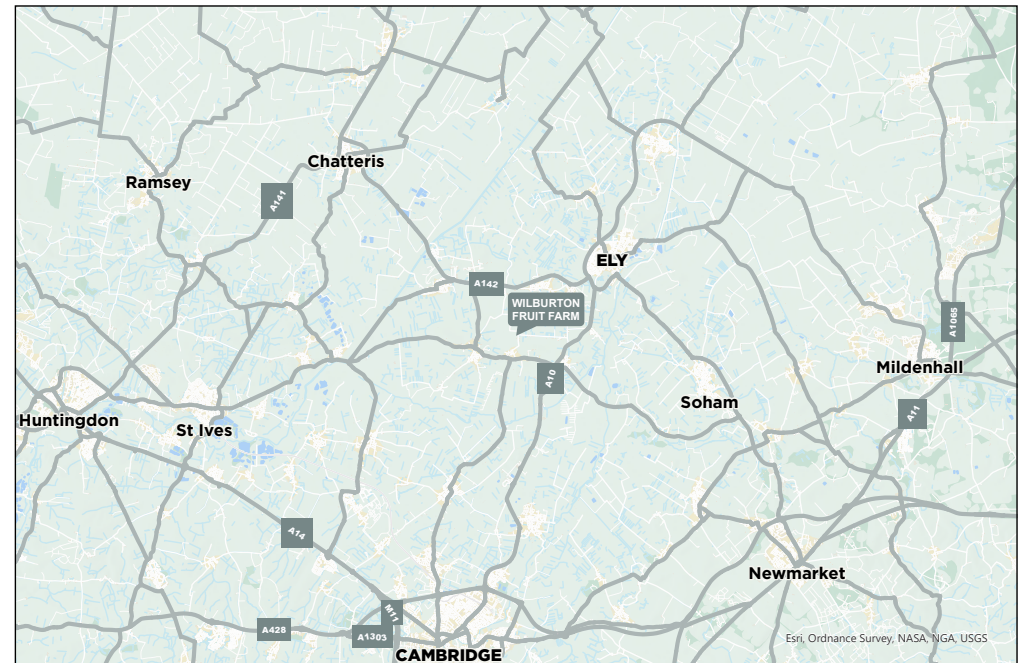 Chatteris
Ramsey
A141
ELY
A142
WILBURTON
FRUIT FARM
A1065
Mildenhall
A10
Soham
A11
Huntingdon
St Ives
A14
Newmarket
M11
A428
A1303
CAMBRIDGE
Esri, Ordnance Survey, NASA, NGA, USGS